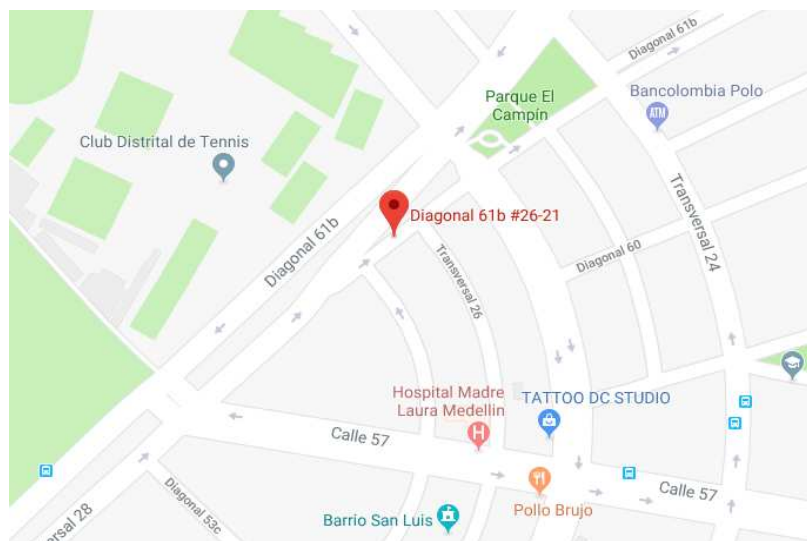 Diagonal 61b
Bancolombia Polo
ATM
Parque El
Campín
Club Distrital de Tennis
Diagonal 61b #26-21
Diagonal 61b
Transversal 24
Transversal 26
Diagonal 60
Hospital Madre
Laura Medellin
H
TATTOO DC STUDIO
Calle 57
Calle 57
Pollo Brujo
Barrio San Luis
Diagonal 53c
sversal 28